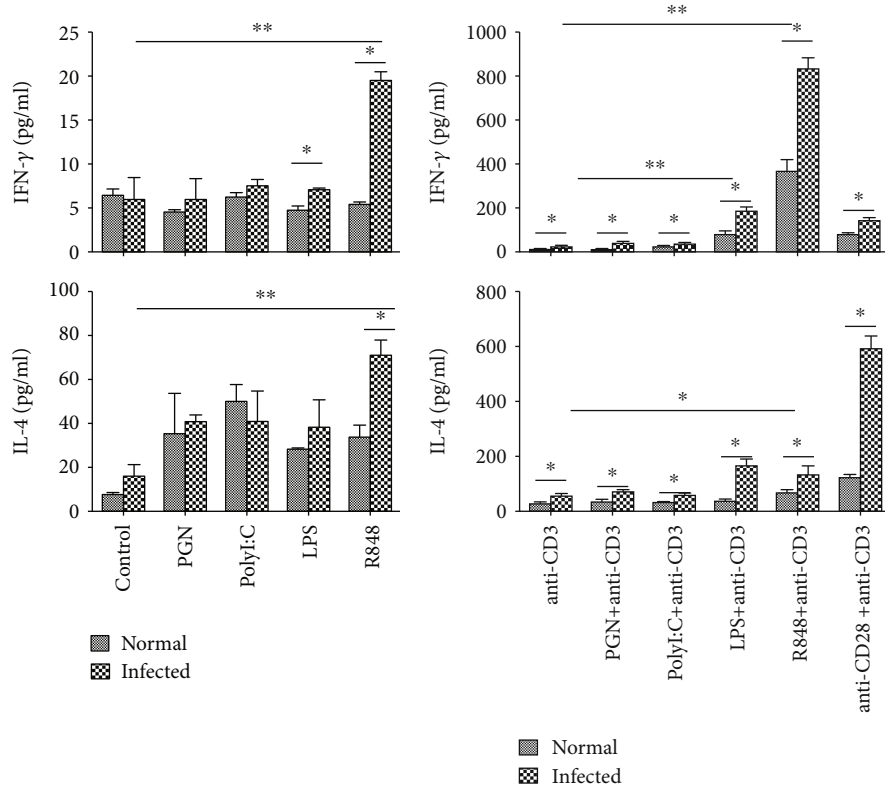 25
20
15
10
5
0
IFN-γ (pg/ml)
**
*
*
1000
800
600
400
200
0
IFN-γ (pg/ml)
**
*
**
*
*
*
*
*
100
80
60
40
20
0
IL-4 (pg/ml)
**
*
Control
PGN
PolyI:C
LPS
R848
Normal
Infected
800
600
400
200
0
IL-4 (pg/ml)
*
*
*
*
*
*
*
anti-CD3
PGN+anti-CD3
PolyI:C+anti-CD3
LPS+anti-CD3
R848+anti-CD3
anti-CD28 +anti-CD3
Normal
Infected